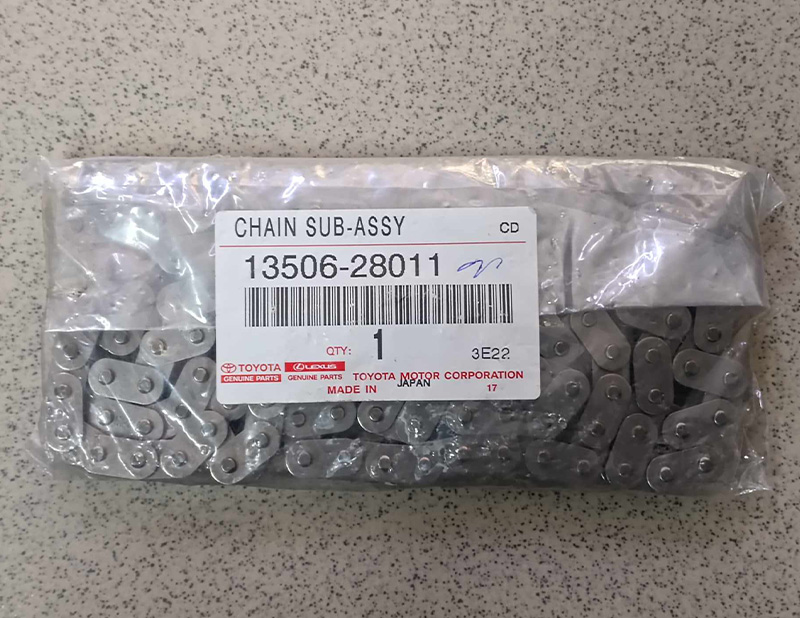 CHAIN SUB-ASSY CD
13506-28011
QTY: 1 3E22
TOYOTA LEXUS TOYOTA MOTOR CORPORATION
GENUINE PARTS GENUINE PARTS
MADE IN JAPAN 17